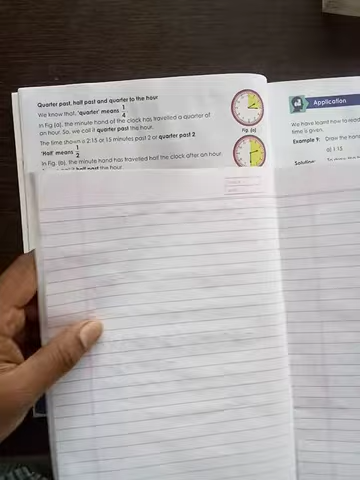 Quarter past, half past and quarter to the hour
We know that, 'quarter' means 1/4
In Fig (a), the minute hand of the clock has travelled a quarter of
an hour. So, we call it quarter past the hour.
The time shown is 2:15 or 15 minutes past 2 or quarter past 2.
'Half' means 1/2
In Fig. (b), the minute hand has travelled half the clock after an hour
half past the hour
Fig. (a)
Application
We have learnt how to read
time is given.
Example 9: Draw the han
a) 1:15
Solution: